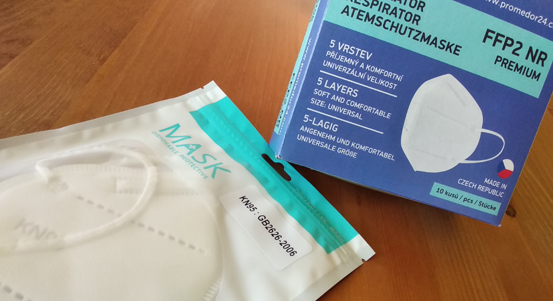 www.promedor24.c
RESPIRATOR
ATEMSCHUTZMASKE
FFP2 NR
PREMIUM
5 VRSTEV
PŘÍJEMNÝ A KOMFORTNÍ
UNIVERZÁLNÍ VELIKOST
5 LAYERS
SOFT AND COMFORTABLE
SIZE: UNIVERSAL
5-LAGIG
ANGENEHM UND KOMFORTABEL
UNIVERSALE GRÖßE
MADE IN
CZECH REPUBLIC
10 kusů / pcs / Stücke
MASK
KN95 : GB2626-2006
KN95